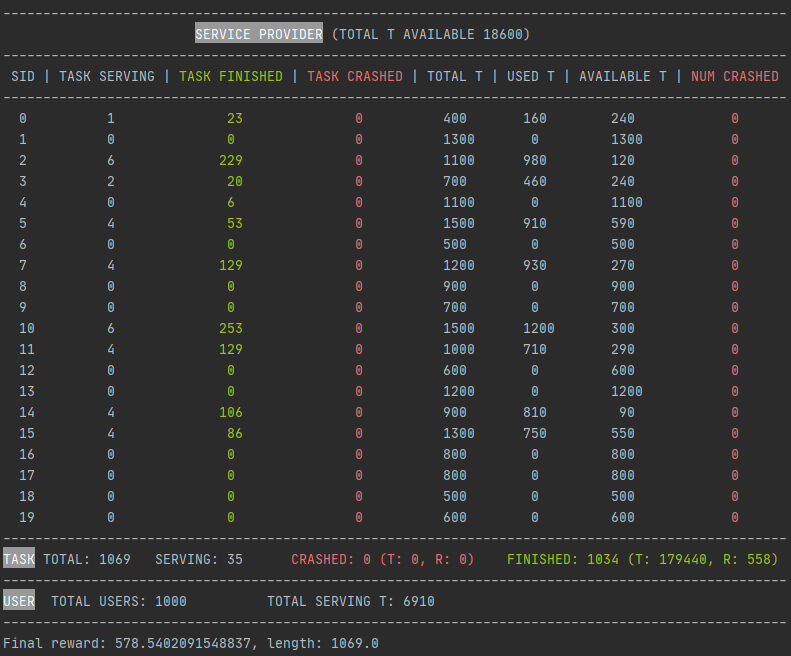 SERVICE PROVIDER (TOTAL T AVAILABLE 18600)
SID | TASK SERVING | TASK FINISHED | TASK CRASHED | TOTAL T | USED T | AVAILABLE T | NUM CRASHED
0 1 23 0 400 160 240 0
1 0 0 0 1300 0 1300 0
2 6 229 0 1100 980 120 0
3 2 20 0 700 460 240 0
4 0 6 0 1100 0 1100 0
5 4 53 0 1500 910 590 0
6 0 0 0 500 0 500 0
7 4 129 0 1200 930 270 0
8 0 0 0 900 0 900 0
9 0 0 0 700 0 700 0
10 6 253 0 1500 1200 300 0
11 4 129 0 1000 710 290 0
12 0 0 0 600 0 600 0
13 0 0 0 1200 0 1200 0
14 4 106 0 900 810 90 0
15 4 86 0 1300 750 550 0
16 0 0 0 800 0 800 0
17 0 0 0 800 0 800 0
18 0 0 0 500 0 500 0
19 0 0 0 600 0 600 0
TASK TOTAL: 1069 SERVING: 35 CRASHED: 0 (T: 0, R: 0) FINISHED: 1034 (T: 179440, R: 558)
USER TOTAL USERS: 1000 TOTAL SERVING T: 6910
Final reward: 578.5402091548837, length: 1069.0